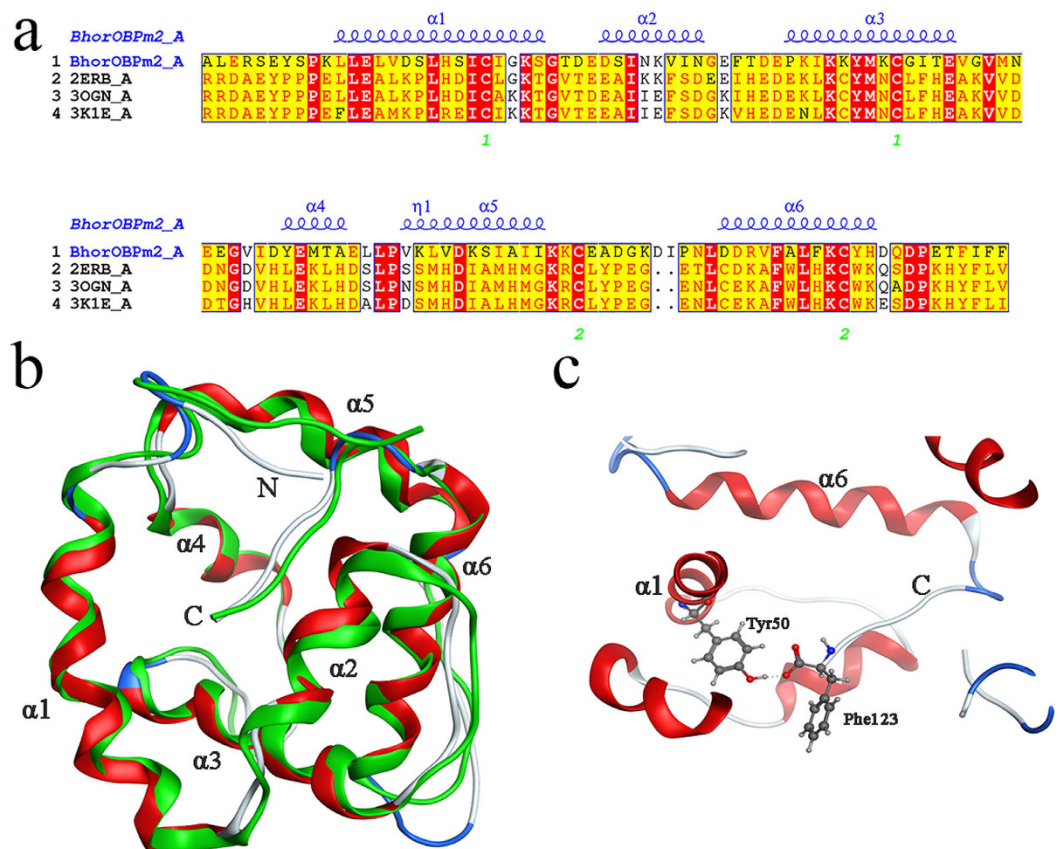 a
BhorOBPm2_A α1 α2 α3
1 BhorOBPm2_A ALERSEYSPKLLELVDSLHSICIGKSGTDEDSINKVINGEFTDEPKIKKYMKCGITEVGVMN
2 2ERB_A RRDAEYPPPELLEALKPLHDICLGKTGVTEEAIKKFSDEEIHEDEKLKCYMNCLFHEAKVVD
3 3OGN_A RRDAEYPPPELLEALKPLHDICAKKTGVTDEAIIEFSDGKIHEDEKLKCYMNCLFHEAKVVD
4 3K1E_A RRDAEYPPPEFLEAMKPLREICIKKTGVTEEAIIEFSDGKVHEDENLKCYMNCLFHEAKVVD
1 1
BhorOBPm2_A α4 η1 α5 α6
1 BhorOBPm2_A EEGVIDYEMTAELLPVKLVDKSIAIIKKCEADGKDIPNLDDRVFALFKCYHDQDPETFIFF
2 2ERB_A DNGDVHLEKLHDSLPSSMHDIAMHMGKRCLYPEG..ETLCDKAFWLHKCWKQSDPKHYFLV
3 3OGN_A DNGDVHLEKLHDSLPNSMHDIAMHMGKRCLYPEG..ENLCEKAFWLHKCWKQADPKHYFLV
4 3K1E_A DTGHVHLEKLHDALPDSMHDIALHMGKRCLYPEG..ENLCEKAFWLHKCWKESDPKHYFLI
2 2
b
α5
N
α4
α6
C
α2
α1
α3
c
α6
α1
C
Tyr50
Phe123